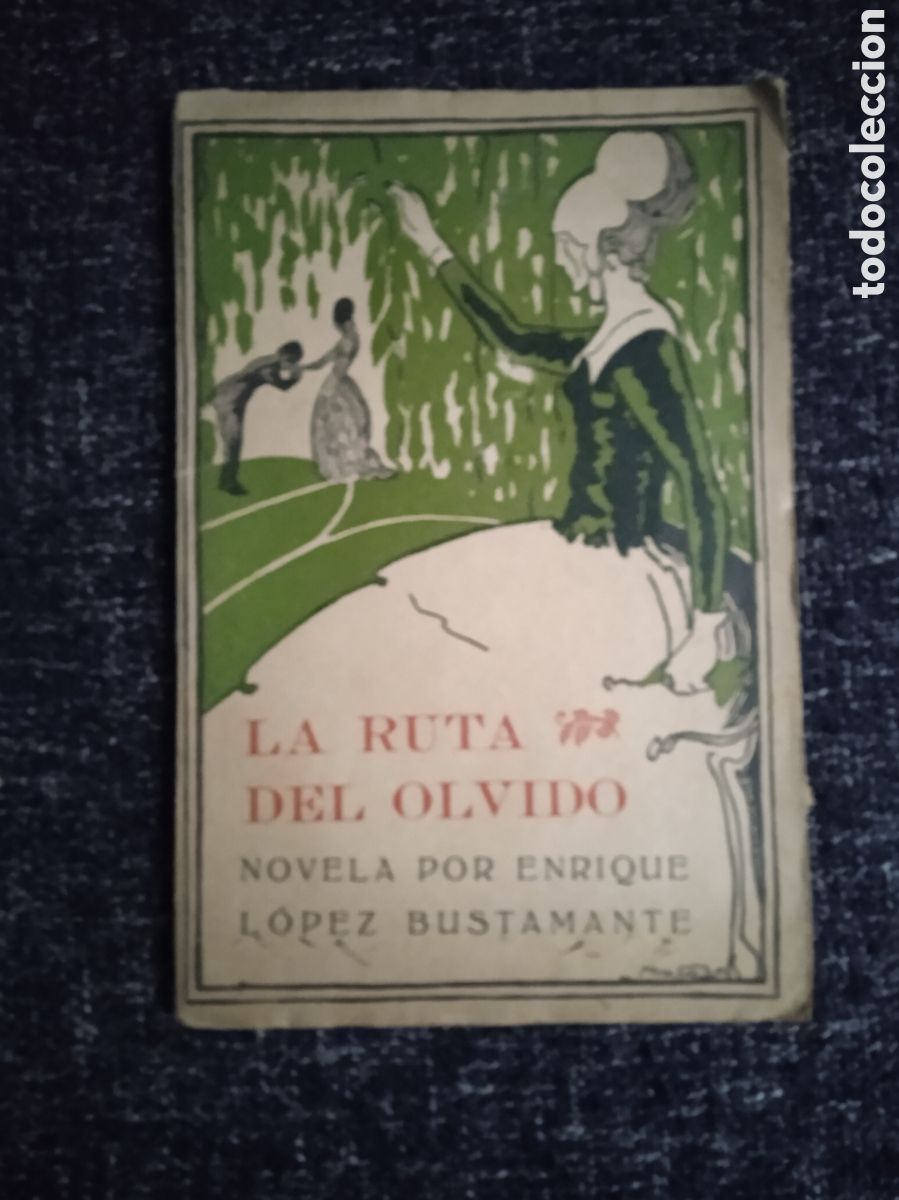 LA RUTA
DEL OLVIDO
NOVELA POR ENRIQUE
LÓPEZ BUSTAMANTE
todocoleccion